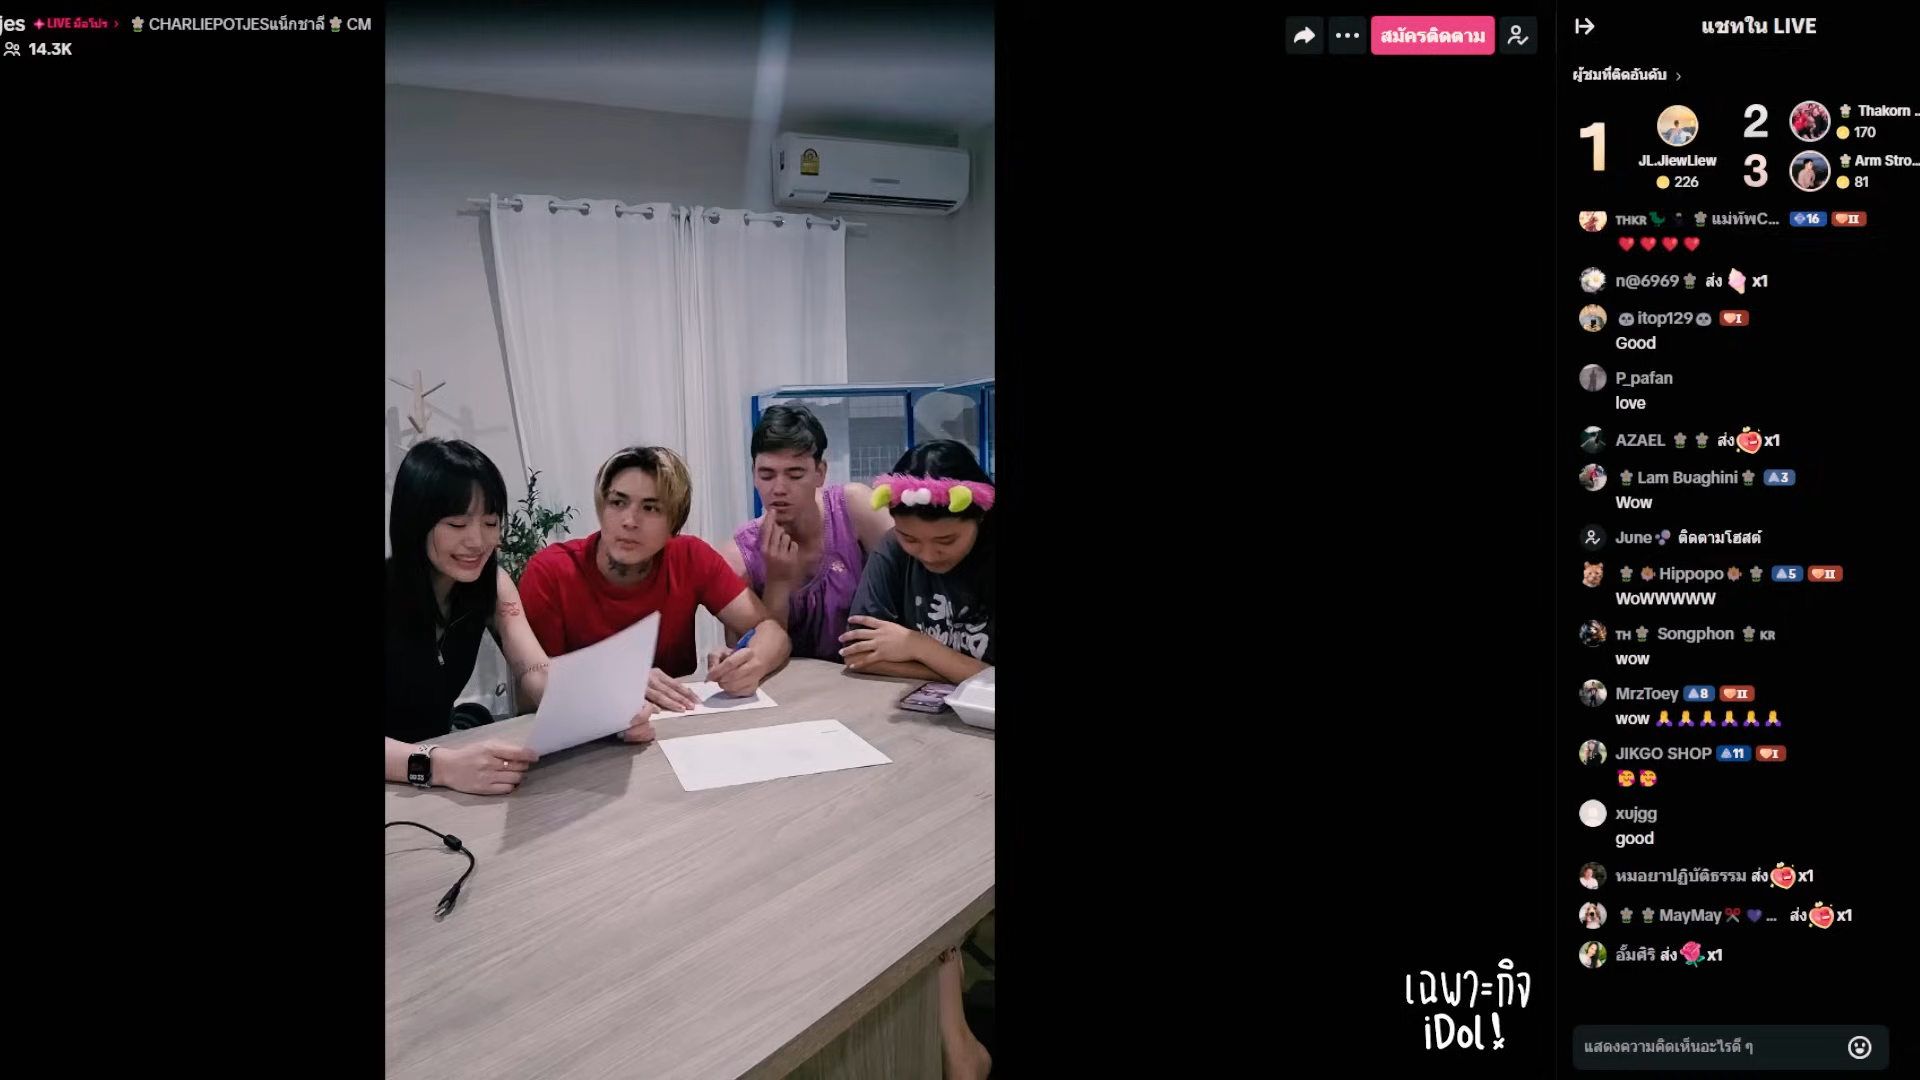 jes LIVE มือโปร › CHARLIEPOTJESแน็กชาลี CM
14.3K
สมัครติดตาม
แชทใน LIVE
ผู้ชมที่ติดอันดับ ›
1
JL.JiewLiew
226
2
Thakorn ...
170
3
Arm Stro...
81
THKR แม่ทัพC... 16 II
n@6969 ส่ง x1
itop129 I
Good
P_pafan
love
AZAEL ส่ง x1
Lam Buaghini 3
Wow
June ติดตามโฮสต์
Hippopo 5 II
WoWWWWW
TH Songphon KR
wow
MrzToey 8 II
wow
JIKGO SHOP 11 I
xujgg
good
หมอยาปฏิบัติธรรม ส่ง x1
MayMay ... ส่ง x1
อั้มศิริ ส่ง x1
แสดงความคิดเห็นอะไรดี ๆ
เฉพาะกิจ
iDol!